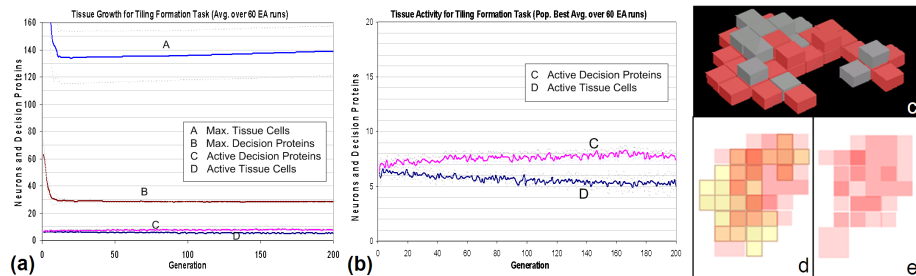 Tissue Growth for Tiling Formation Task (Avg. over 60 EA runs)
Neurons and Decision Proteins
160
140
120
100
80
60
40
20
0
A
B
C
D
A Max. Tissue Cells
B Max. Decision Proteins
C Active Decision Proteins
D Active Tissue Cells
0
50
100
150
200
Generation
(a)
Tissue Activity for Tiling Formation Task (Pop. Best Avg. over 60 EA runs)
Neurons and Decision Proteins
20
15
10
5
0
C Active Decision Proteins
D Active Tissue Cells
C
D
0
20
40
60
80
100
120
140
160
180
200
Generation
(b)
c
d
e